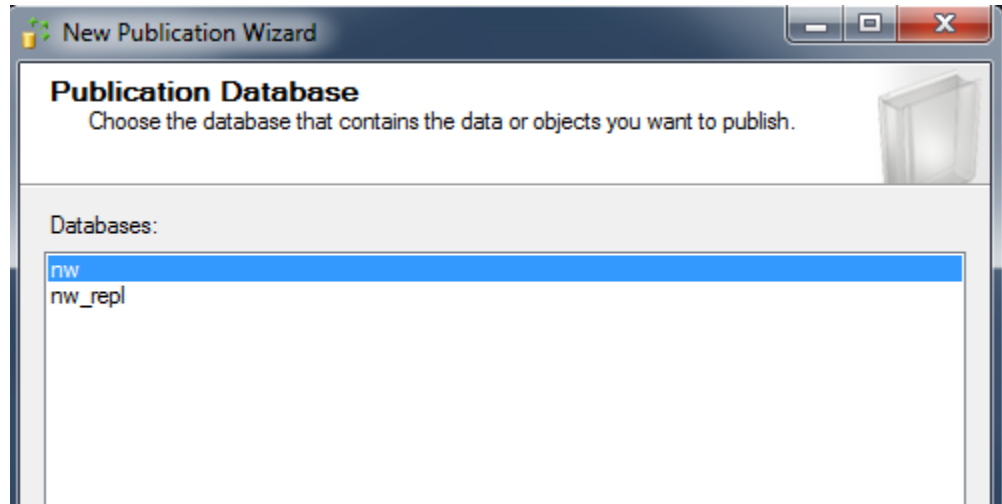 New Publication Wizard
Publication Database
Choose the database that contains the data or objects you want to publish.
Databases:
nw
nw_repl